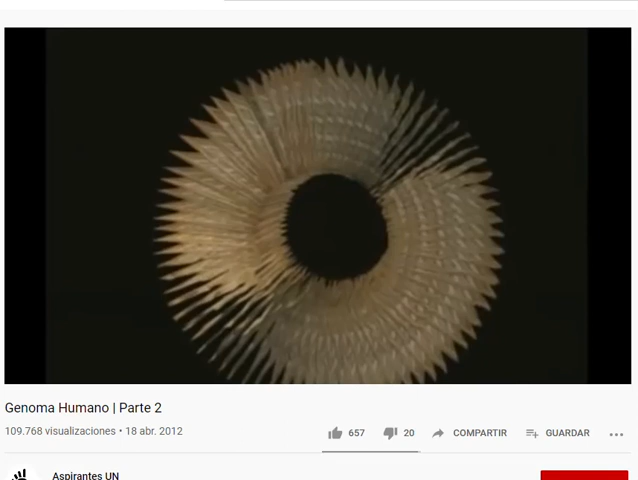 Genoma Humano | Parte 2
109.768 visualizaciones • 18 abr. 2012
657
20
COMPARTIR
GUARDAR
Aspirantes UN